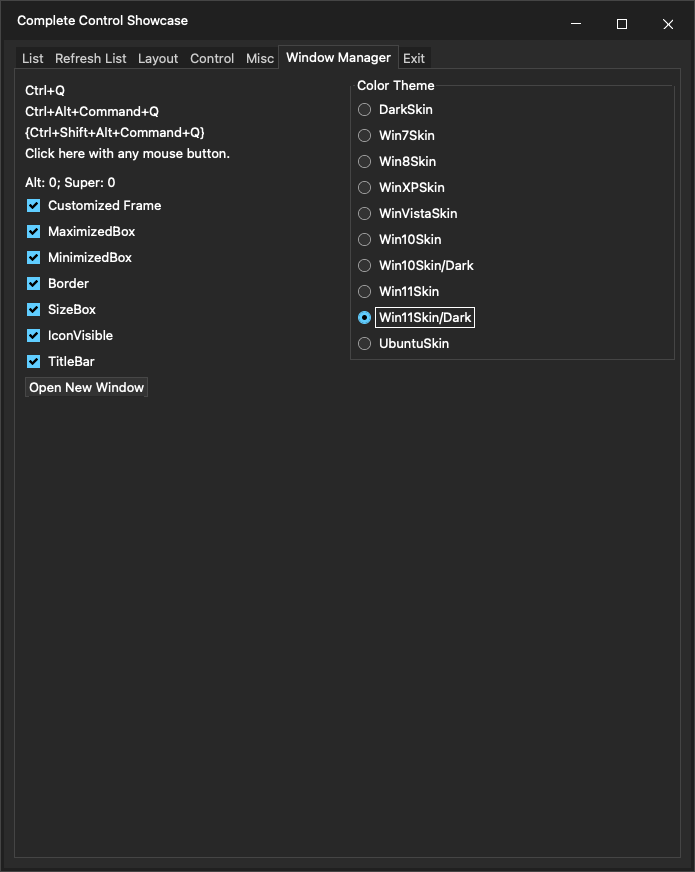 Complete Control Showcase
List Refresh List Layout Control Misc Window Manager Exit
Ctrl+Q
Ctrl+Alt+Command+Q
{Ctrl+Shift+Alt+Command+Q}
Click here with any mouse button.
Alt: 0; Super: 0
Customized Frame
MaximizedBox
MinimizedBox
Border
SizeBox
IconVisible
TitleBar
Open New Window
Color Theme
DarkSkin
Win7Skin
Win8Skin
WinXPSkin
WinVistaSkin
Win10Skin
Win10Skin/Dark
Win11Skin
Win11Skin/Dark
UbuntuSkin